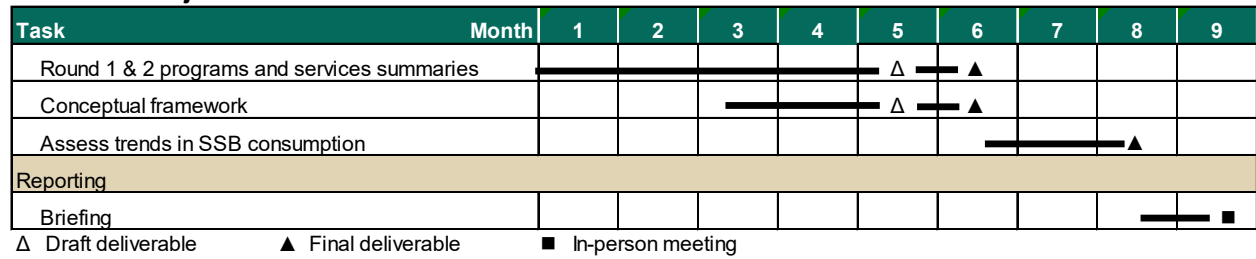 Task Month 1 2 3 4 5 6 7 8 9
Round 1 & 2 programs and services summaries Δ ▲
Conceptual framework Δ ▲
Assess trends in SSB consumption ▲
Reporting
Briefing ■
Δ Draft deliverable ▲ Final deliverable ■ In-person meeting